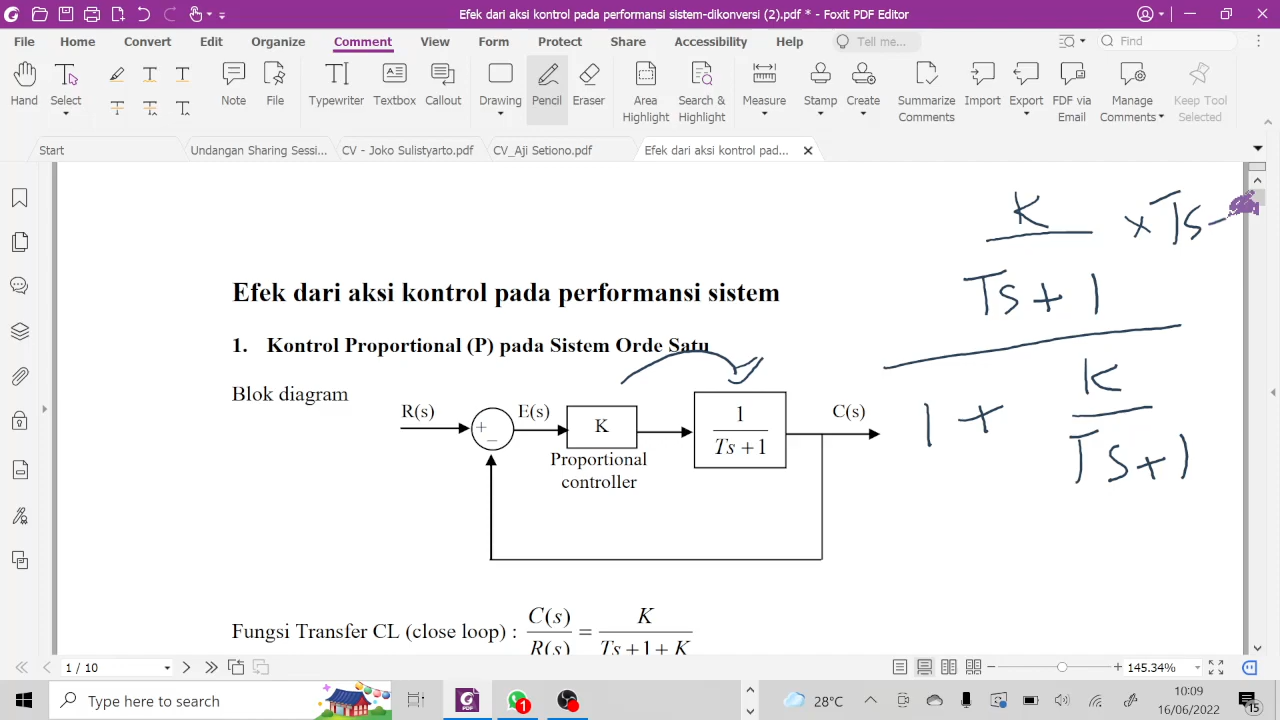 Efek dari aksi kontrol pada performansi sistem-dikonversi (2).pdf * - Foxit PDF Editor
File Home Convert Edit Organize Comment View Form Protect Share Accessibility Help Tell me... Find
Hand Select Note File Typewriter Textbox Callout Drawing Pencil Eraser Area Highlight Search & Highlight Measure Stamp Create Summarize Comments Import Export FDF via Email Manage Comments Keep Tool Selected
Start Undangan Sharing Sessi... CV - Joko Sulistyarto.pdf CV_Aji Setiono.pdf Efek dari aksi kontrol pad...
K
× Ts -
Ts + 1
1 + K
Ts + 1
Efek dari aksi kontrol pada performansi sistem
1. Kontrol Proportional (P) pada Sistem Orde Satu
Blok diagram
R(s) E(s) C(s)
+ −
K
1
Ts + 1
Proportional
controller
Fungsi Transfer CL (close loop) : C(s) / R(s) = K / Ts + 1 + K
1 / 10 145.34%
Type here to search 1 28°C 10:09
16/06/2022 15